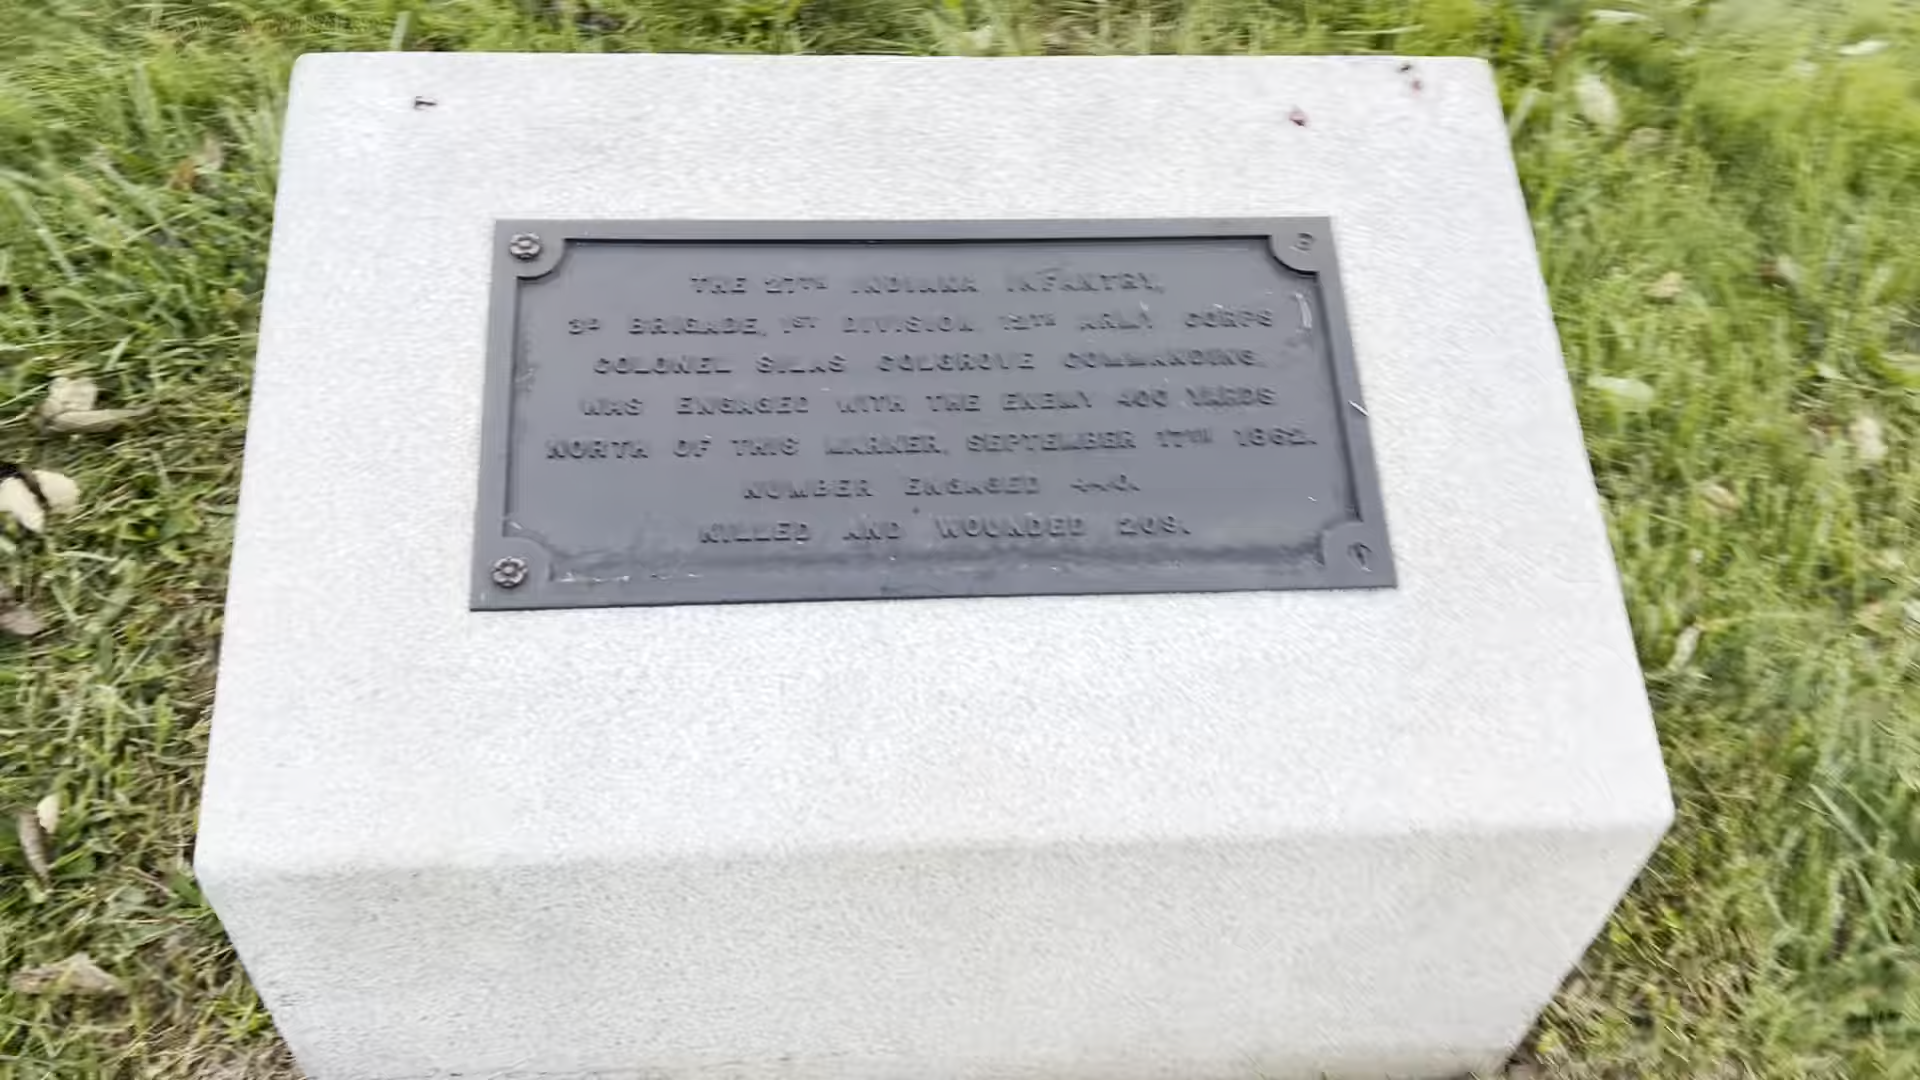 THE 27TH INDIANA INFANTRY,
3D BRIGADE, 1ST DIVISION, 12TH ARMY CORPS
COLONEL SILAS COLGROVE COMMANDING,
WAS ENGAGED WITH THE ENEMY 400 YARDS
NORTH OF THIS MARKER, SEPTEMBER 17TH 1862.
NUMBER ENGAGED 440.
KILLED AND WOUNDED 209.